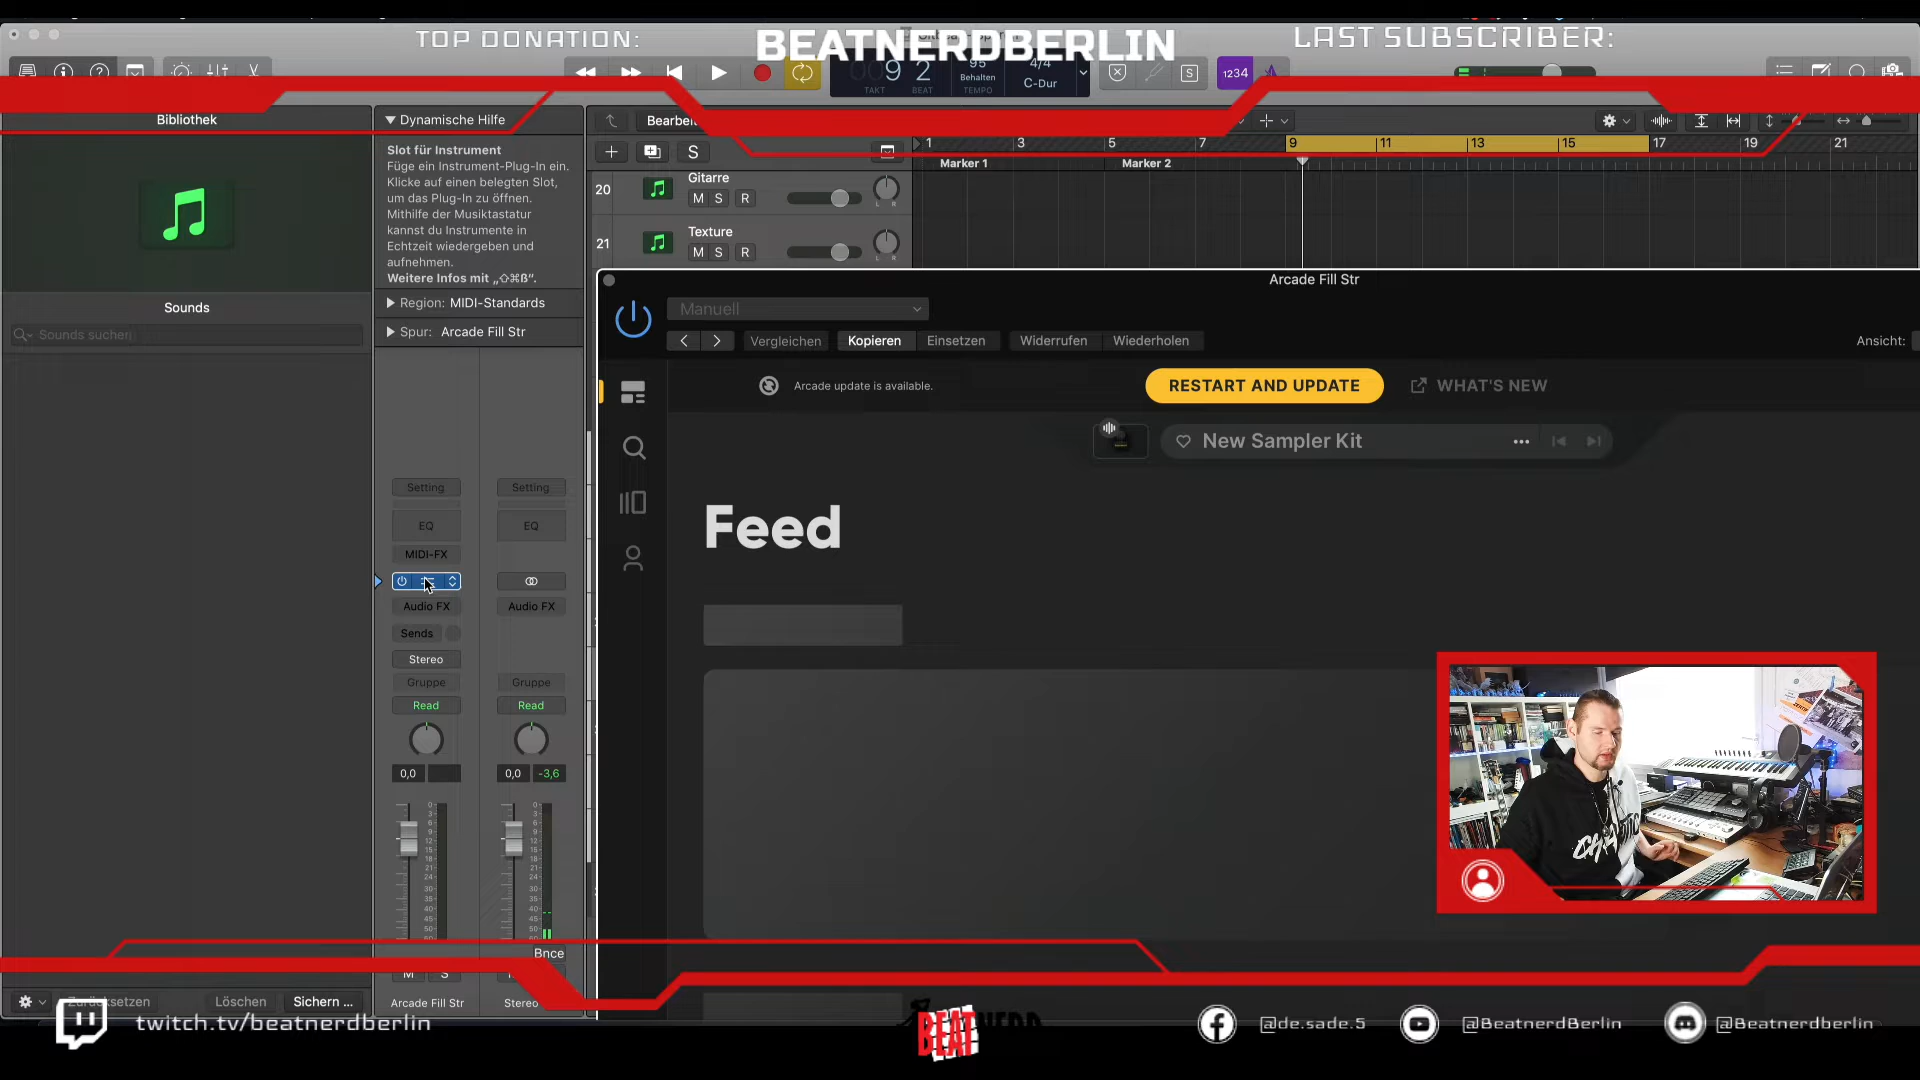 TOP DONATION:
BEATNERDBERLIN
LAST SUBSCRIBER:
9 2
TAKT
BEAT
95
Behalten
TEMPO
4/4
C-Dur
S
1234
Bibliothek
Dynamische Hilfe
Slot für Instrument
Füge ein Instrument-Plug-In ein.
Klicke auf einen belegten Slot,
um das Plug-In zu öffnen.
Mithilfe der Musiktastatur
kannst du Instrumente in
Echtzeit wiedergeben und
aufnehmen.
Weitere Infos mit „⇧⌘ß“.
Region: MIDI-Standards
Spur: Arcade Fill Str
Sounds
Sounds suchen
S
1 3 5 7 9 11 13 15 17 19 21
Marker 1
Marker 2
20
Gitarre
M S R
L R
21
Texture
M S R
L R
Arcade Fill Str
Manuell
Vergleichen
Kopieren
Einsetzen
Widerrufen
Wiederholen
Ansicht:
Arcade update is available.
RESTART AND UPDATE
WHAT'S NEW
New Sampler Kit
Feed
Setting
Setting
EQ
EQ
MIDI-FX
Audio FX
Audio FX
Sends
Stereo
Gruppe
Gruppe
Read
Read
0,0
0,0
-3,6
Bnce
M S
Arcade Fill Str
Zurücksetzen
Löschen
Sichern ...
twitch.tv/beatnerdberlin
BEATNERD
@de.sade.5
@BeatnerdBerlin
@Beatnerdberlin